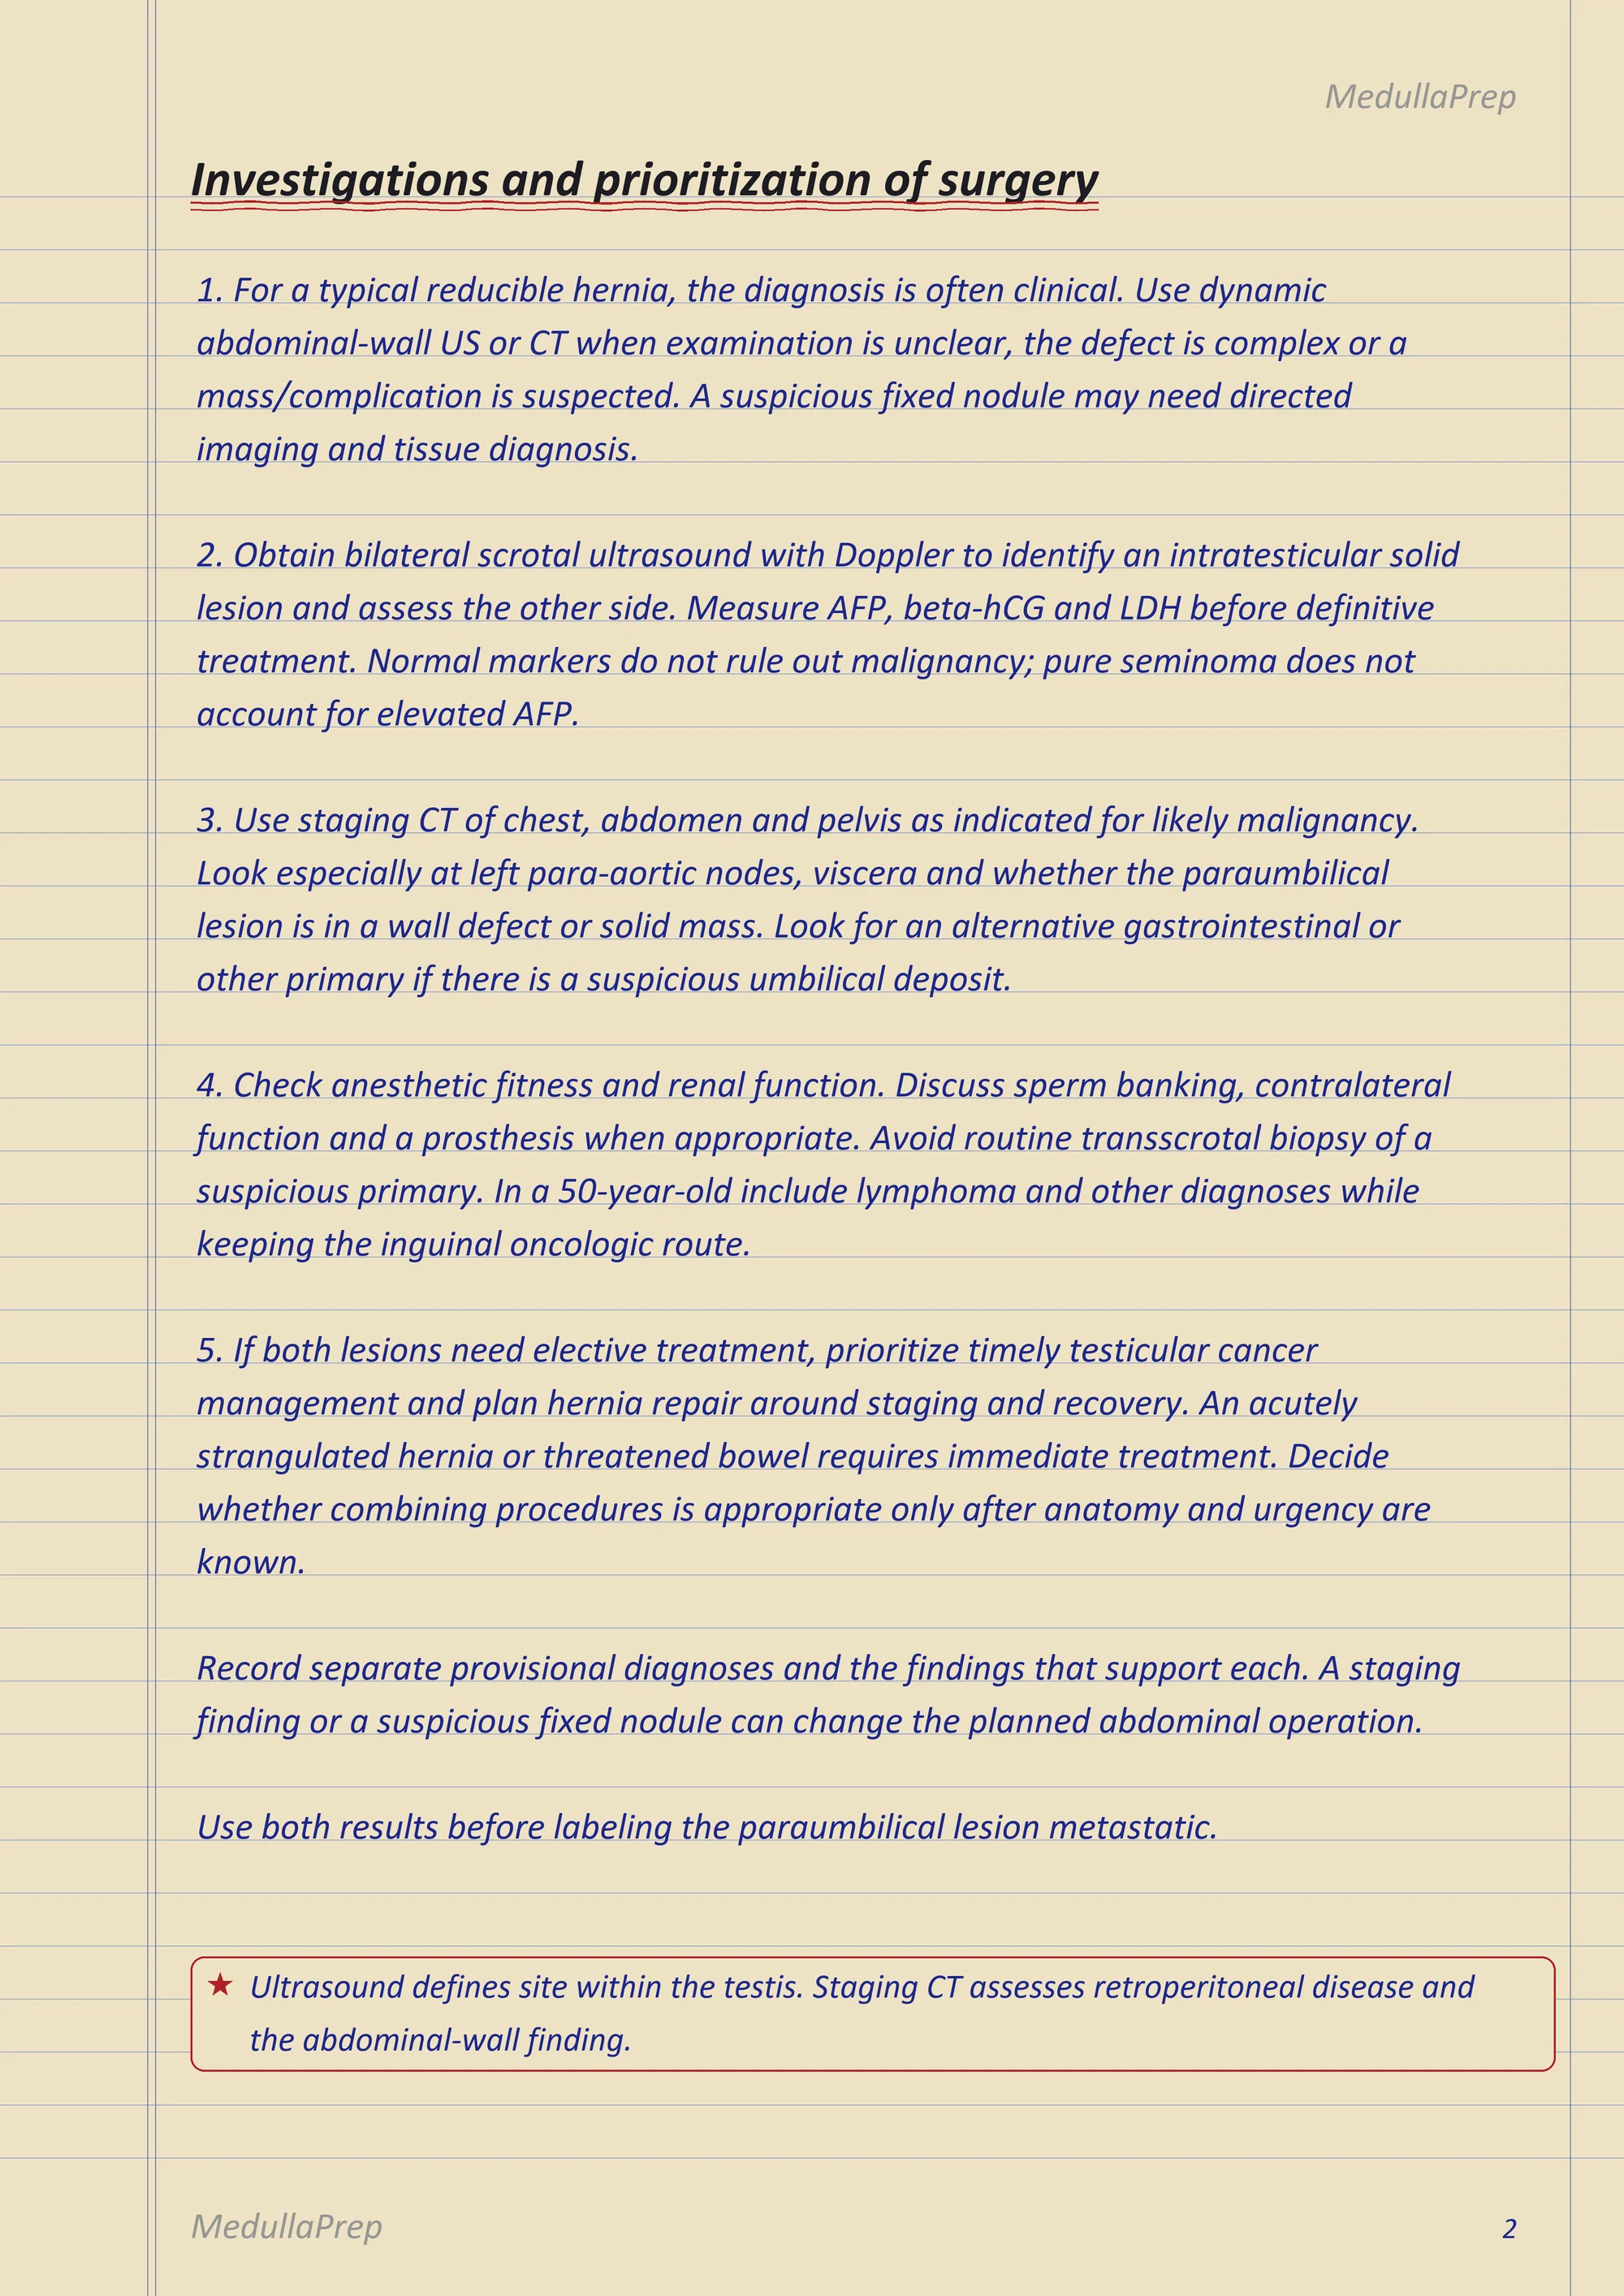 MedullaPrep
Investigations and prioritization of surgery
1. For a typical reducible hernia, the diagnosis is often clinical. Use dynamic
abdominal-wall US or CT when examination is unclear, the defect is complex or a
mass/complication is suspected. A suspicious fixed nodule may need directed
imaging and tissue diagnosis.
2. Obtain bilateral scrotal ultrasound with Doppler to identify an intratesticular solid
lesion and assess the other side. Measure AFP, beta-hCG and LDH before definitive
treatment. Normal markers do not rule out malignancy; pure seminoma does not
account for elevated AFP.
3. Use staging CT of chest, abdomen and pelvis as indicated for likely malignancy.
Look especially at left para-aortic nodes, viscera and whether the paraumbilical
lesion is in a wall defect or solid mass. Look for an alternative gastrointestinal or
other primary if there is a suspicious umbilical deposit.
4. Check anesthetic fitness and renal function. Discuss sperm banking, contralateral
function and a prosthesis when appropriate. Avoid routine transscrotal biopsy of a
suspicious primary. In a 50-year-old include lymphoma and other diagnoses while
keeping the inguinal oncologic route.
5. If both lesions need elective treatment, prioritize timely testicular cancer
management and plan hernia repair around staging and recovery. An acutely
strangulated hernia or threatened bowel requires immediate treatment. Decide
whether combining procedures is appropriate only after anatomy and urgency are
known.
Record separate provisional diagnoses and the findings that support each. A staging
finding or a suspicious fixed nodule can change the planned abdominal operation.
Use both results before labeling the paraumbilical lesion metastatic.
★ Ultrasound defines site within the testis. Staging CT assesses retroperitoneal disease and
the abdominal-wall finding.
MedullaPrep
2